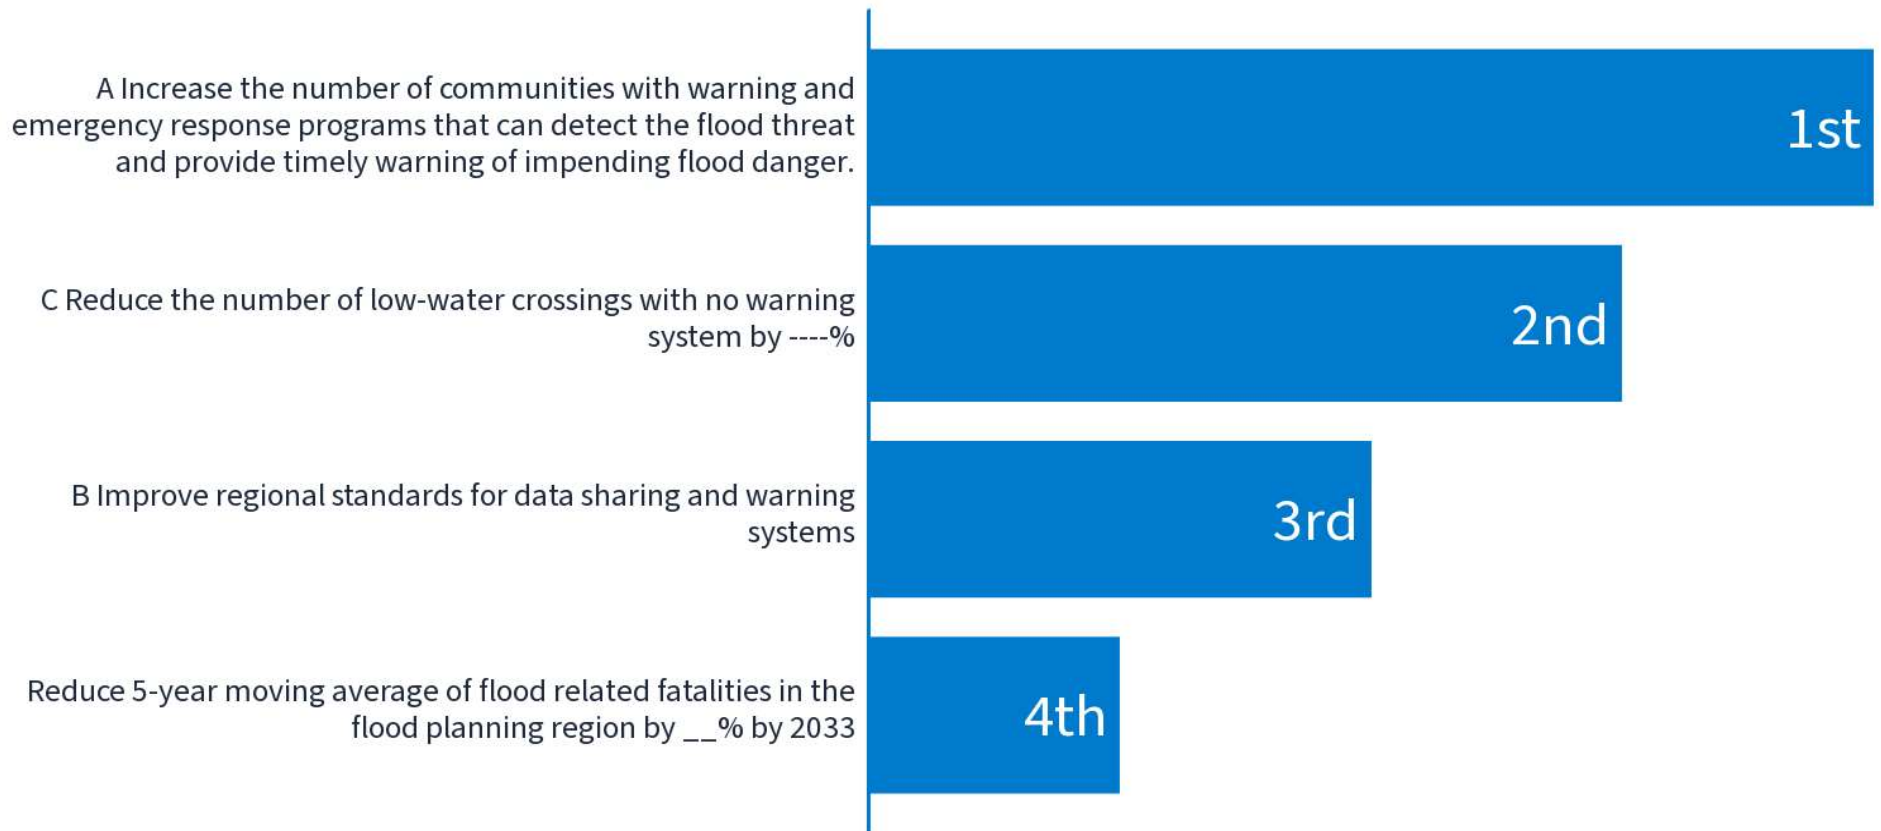 A Increase the number of communities with warning and
emergency response programs that can detect the flood threat
and provide timely warning of impending flood danger.
1st
C Reduce the number of low-water crossings with no warning
system by ----%
2nd
B Improve regional standards for data sharing and warning
systems
3rd
Reduce 5-year moving average of flood related fatalities in the
flood planning region by __% by 2033
4th